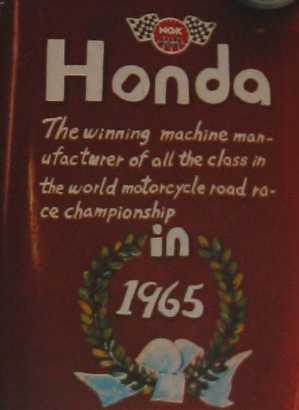 NGK
Honda
The winning machine man-
ufacturer of all the class in
the world motorcycle road ra-
ce championship
in
1965